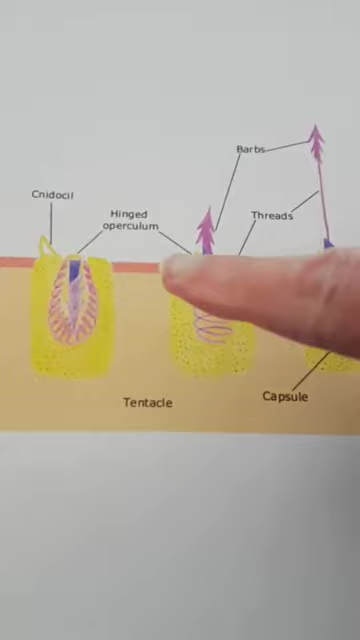 Barbs
Cnidocil
Hinged
operculum
Threads
Tentacle
Capsule